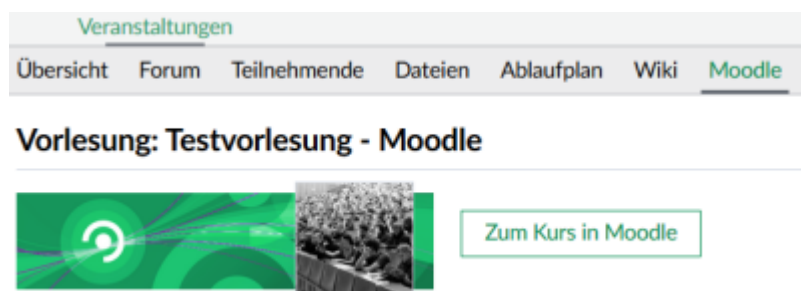 Veranstaltungen
Übersicht Forum Teilnehmende Dateien Ablaufplan Wiki Moodle
Vorlesung: Testvorlesung - Moodle
Zum Kurs in Moodle